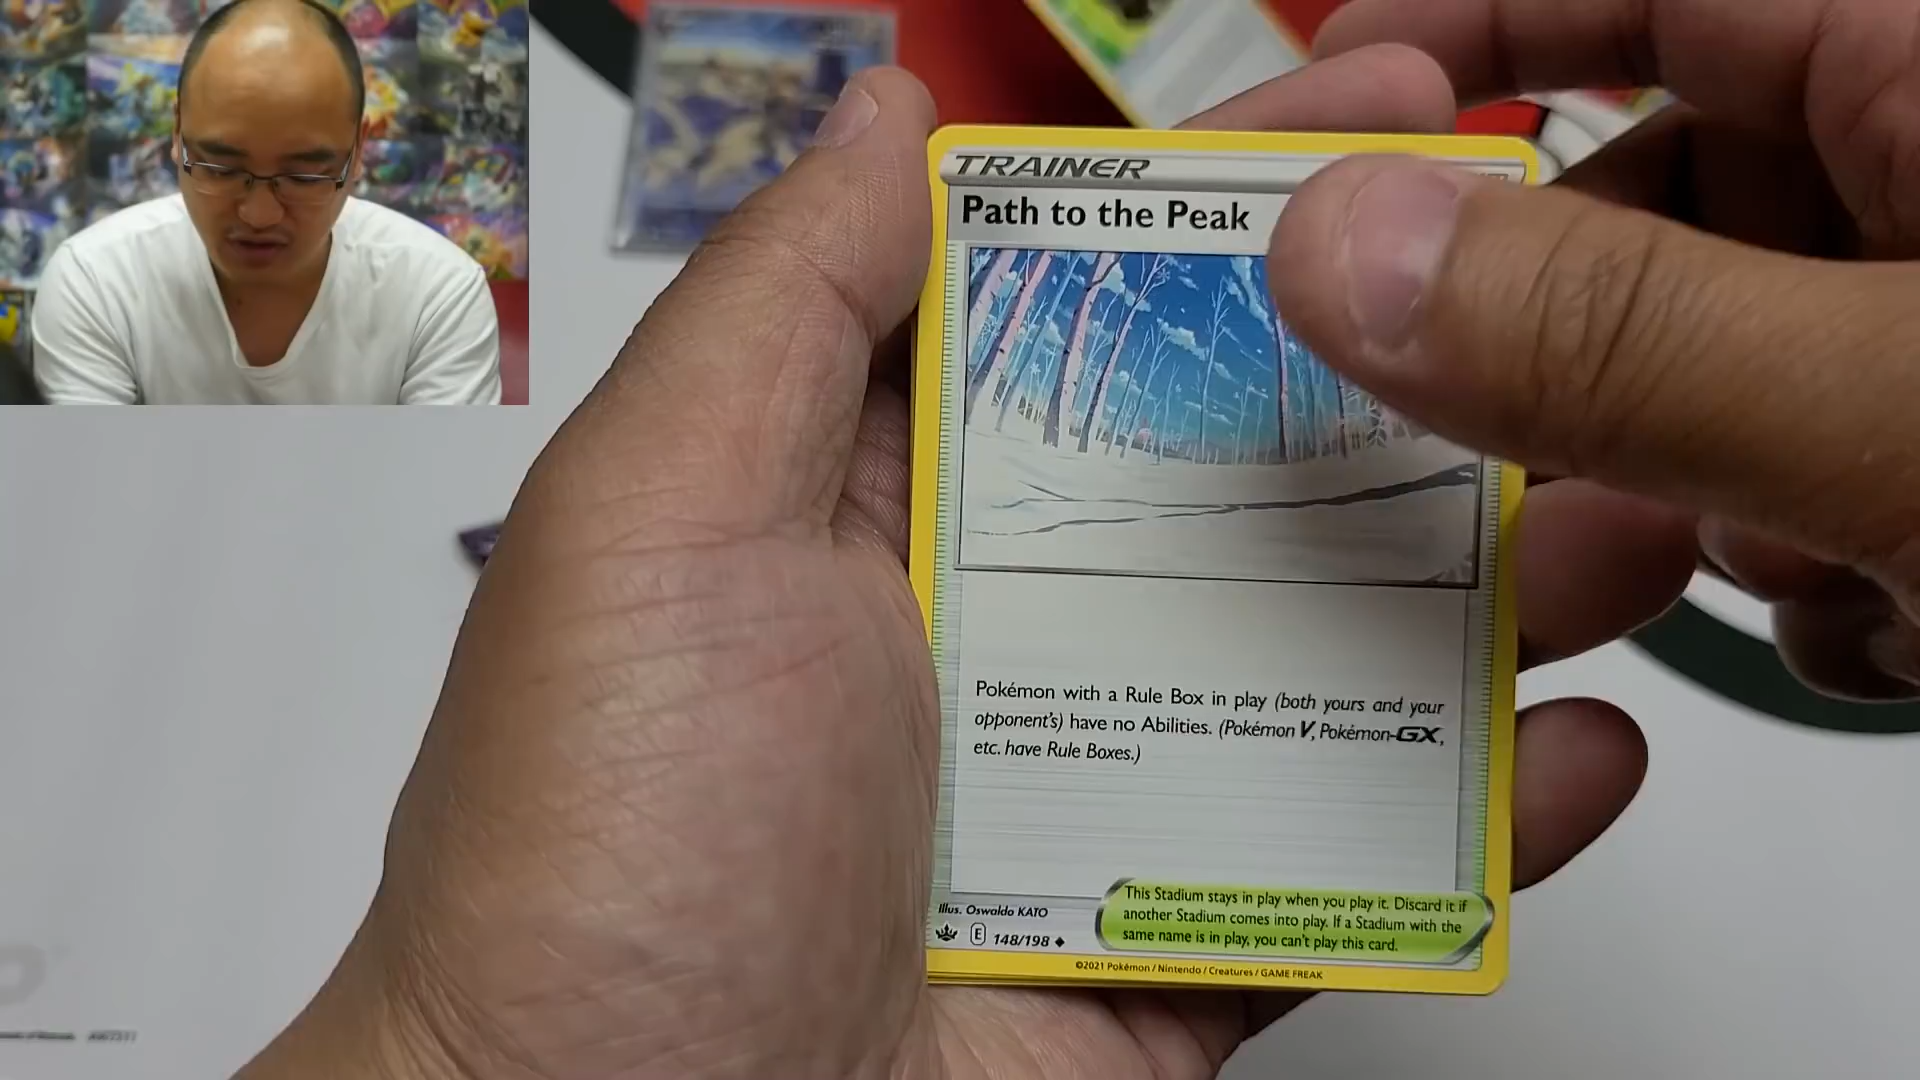 TRAINER
Path to the Peak
Pokémon with a Rule Box in play (both yours and your
opponent's) have no Abilities. (Pokémon V, Pokémon-GX,
etc. have Rule Boxes.)
This Stadium stays in play when you play it. Discard it if
another Stadium comes into play. If a Stadium with the
same name is in play, you can't play this card.
Illus. Oswaldo KATO
E 148/198
©2021 Pokémon / Nintendo / Creatures / GAME FREAK